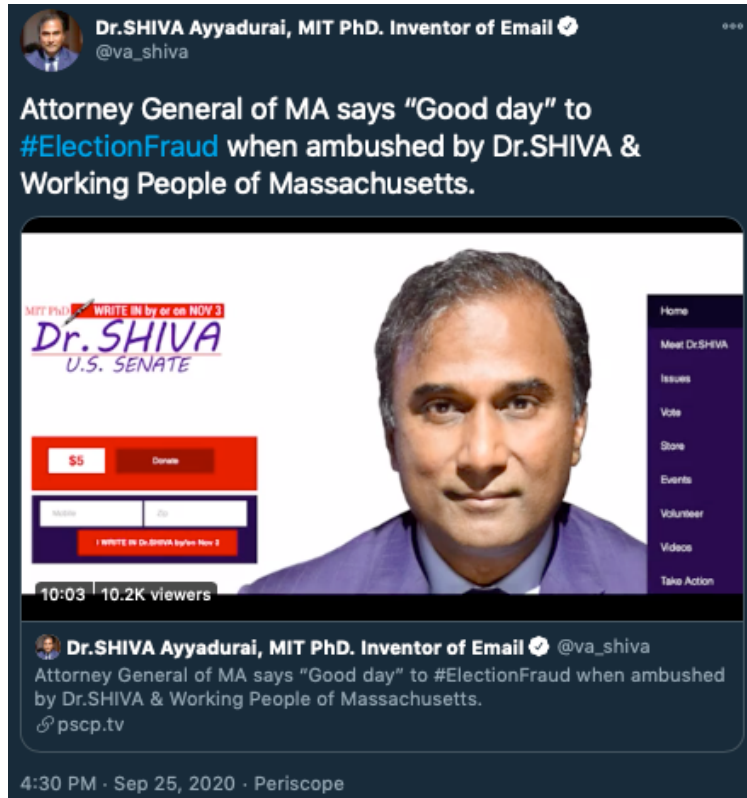 Dr.SHIVA Ayyadurai, MIT PhD. Inventor of Email
@va_shiva
Attorney General of MA says “Good day” to
#ElectionFraud when ambushed by Dr.SHIVA &
Working People of Massachusetts.
MIT PhD WRITE IN by or on NOV 3
Dr. SHIVA
U.S. SENATE
$5 Donate
Mobile Zip
I WRITE IN Dr.SHIVA by/on Nov 3
Home
Meet Dr.SHIVA
Issues
Vote
Store
Events
Volunteer
Videos
Take Action
10:03 10.2K viewers
Dr.SHIVA Ayyadurai, MIT PhD. Inventor of Email @va_shiva
Attorney General of MA says “Good day” to #ElectionFraud when ambushed
by Dr.SHIVA & Working People of Massachusetts.
pscp.tv
4:30 PM · Sep 25, 2020 · Periscope